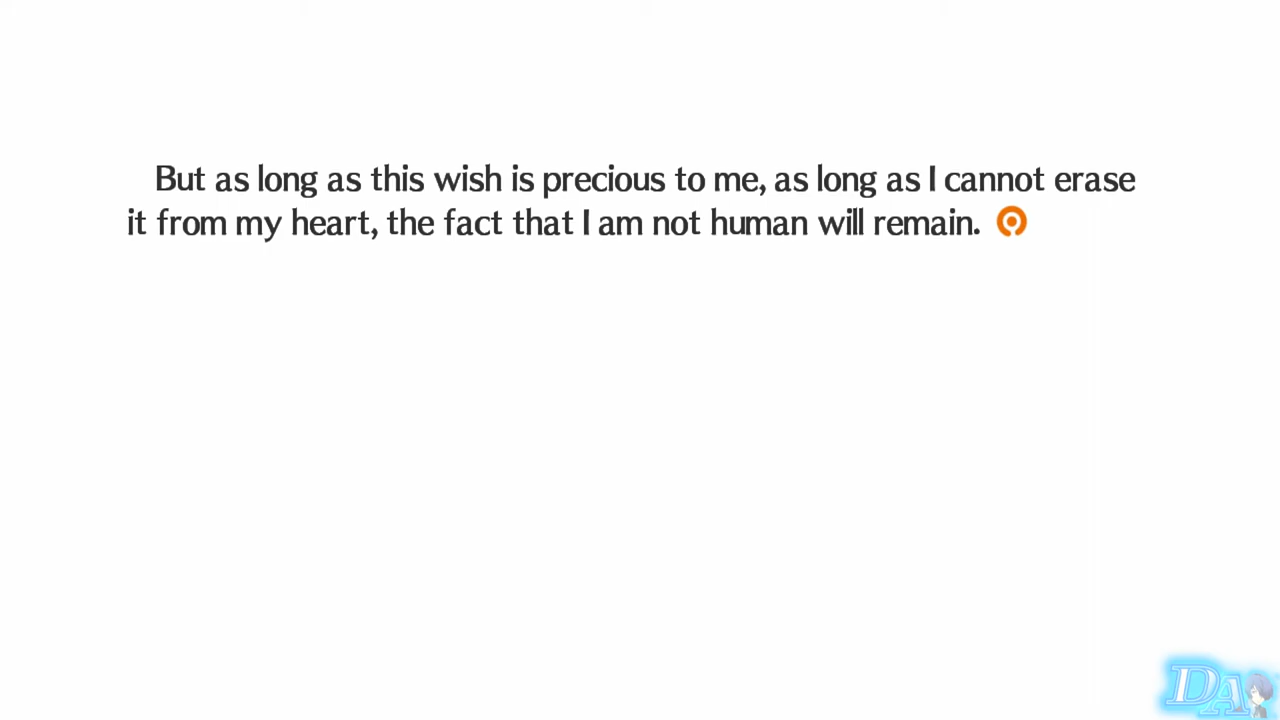 But as long as this wish is precious to me, as long as I cannot erase
it from my heart, the fact that I am not human will remain.
DA